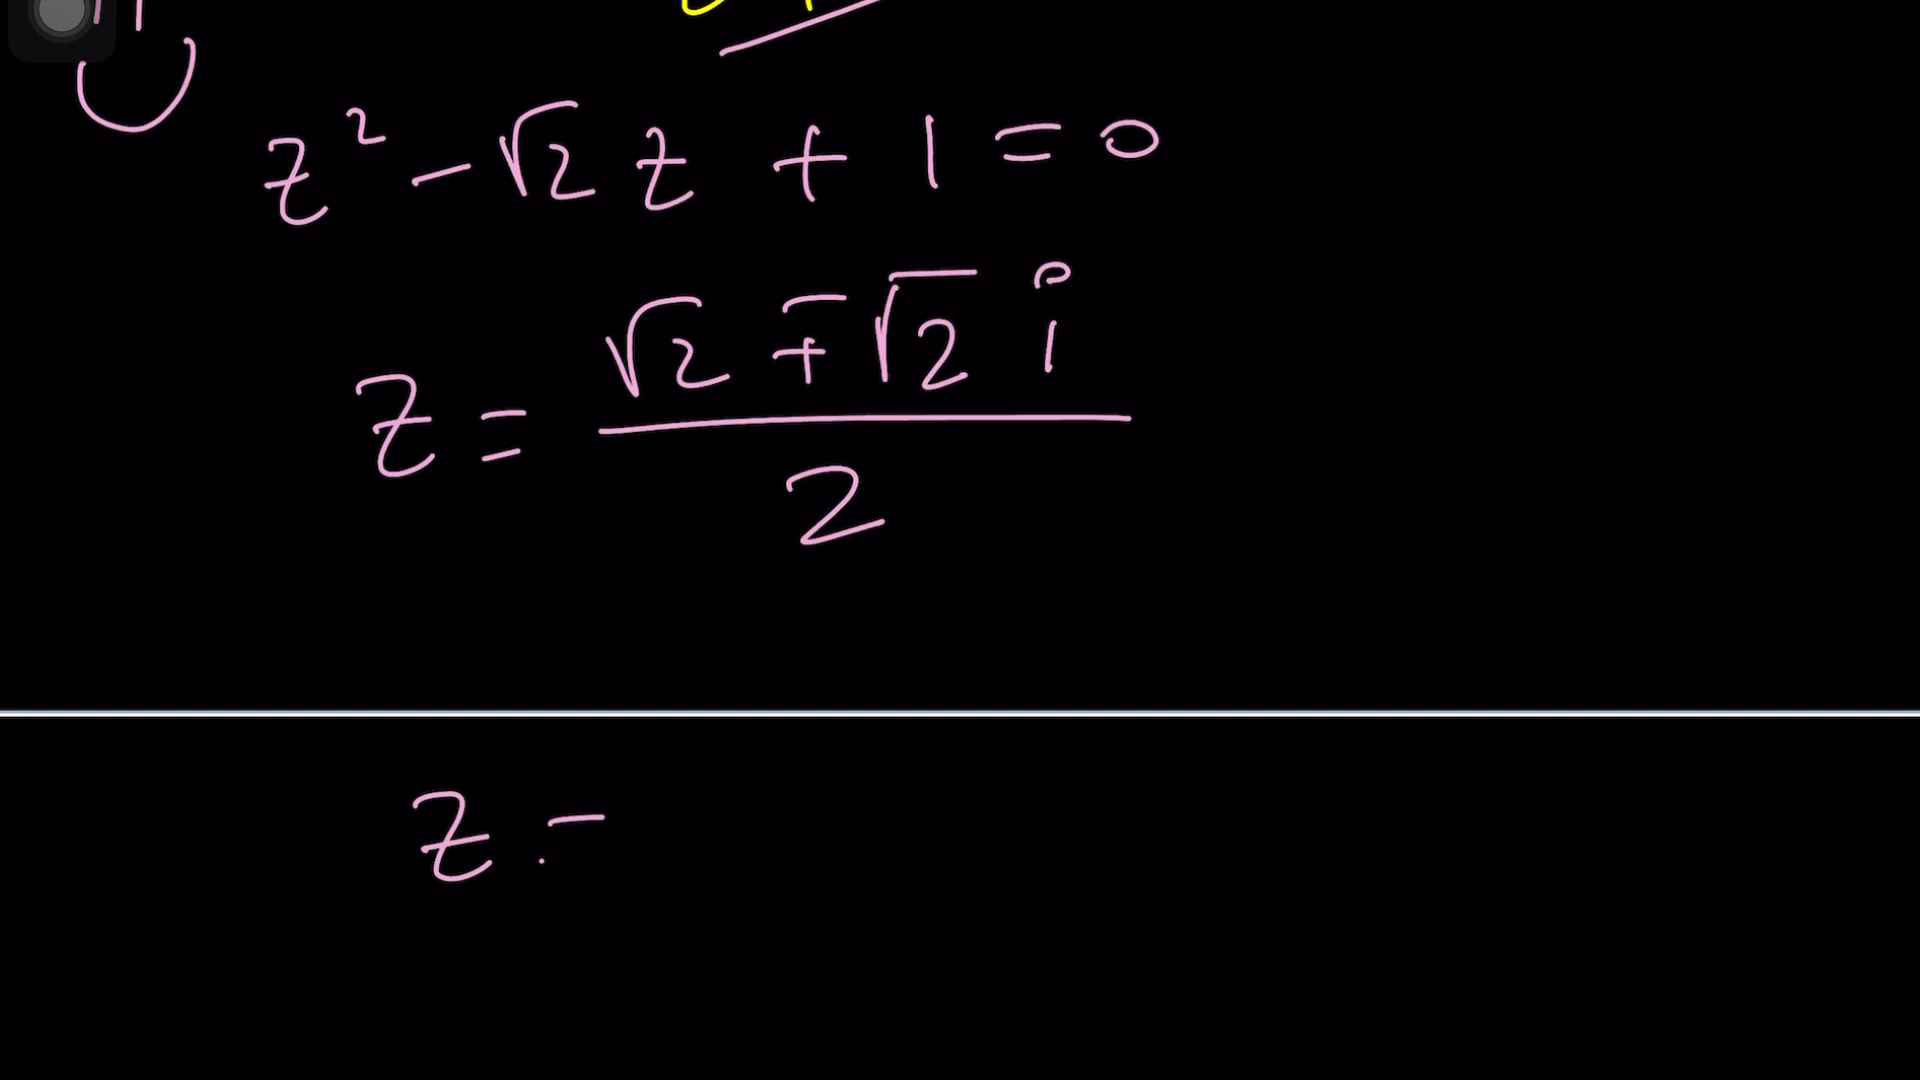 z² - √2 z + 1 = 0
z = (√2 ∓ √2 i) / 2
z =